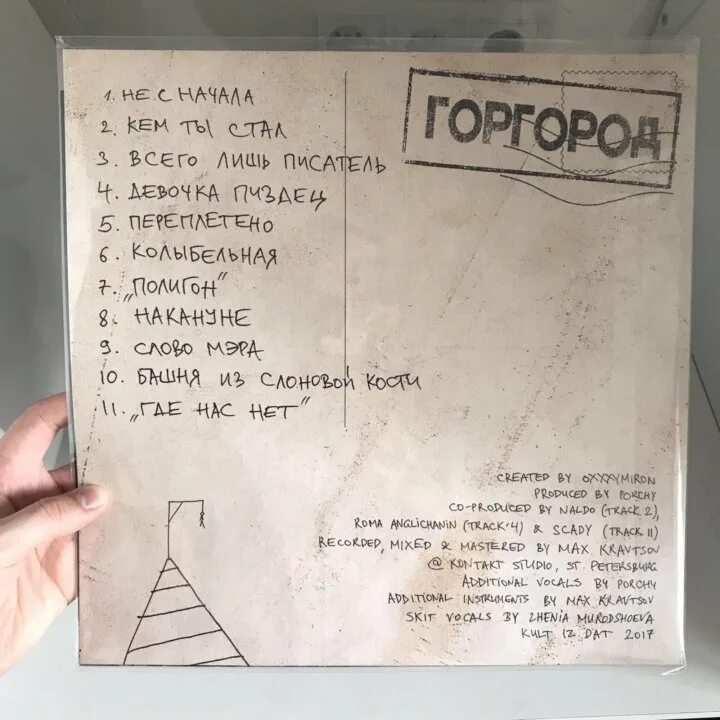 1. НЕ С НАЧАЛА
2. КЕМ ТЫ СТАЛ
3. ВСЕГО ЛИШЬ ПИСАТЕЛЬ
4. ДЕВОЧКА ПИЗДЕЦ
5. ПЕРЕПЛЕТЕНО
6. КОЛЫБЕЛЬНАЯ
7. „ПОЛИГОН"
8. НАКАНУНЕ
9. СЛОВО МЭРА
10. БАШНЯ ИЗ СЛОНОВОЙ КОСТИ
11. „ГДЕ НАС НЕТ"
ГОРГОРОД
CREATED BY OXXXYMIRON
PRODUCED BY PORCHY
CO-PRODUCED BY NALDO (TRACK 2),
ROMA ANGLICHANIN (TRACK 4) & SCADY (TRACK 11)
RECORDED, MIXED & MASTERED BY MAX KRAVTSOV
@ KONTAKT STUDIO, ST. PETERSBURG
ADDITIONAL VOCALS BY PORCHY
ADDITIONAL INSTRUMENTS BY MAX KRAVTSOV
SKIT VOCALS BY ZHENIA MURODSHOEVA
KULT IZ DAT 2017